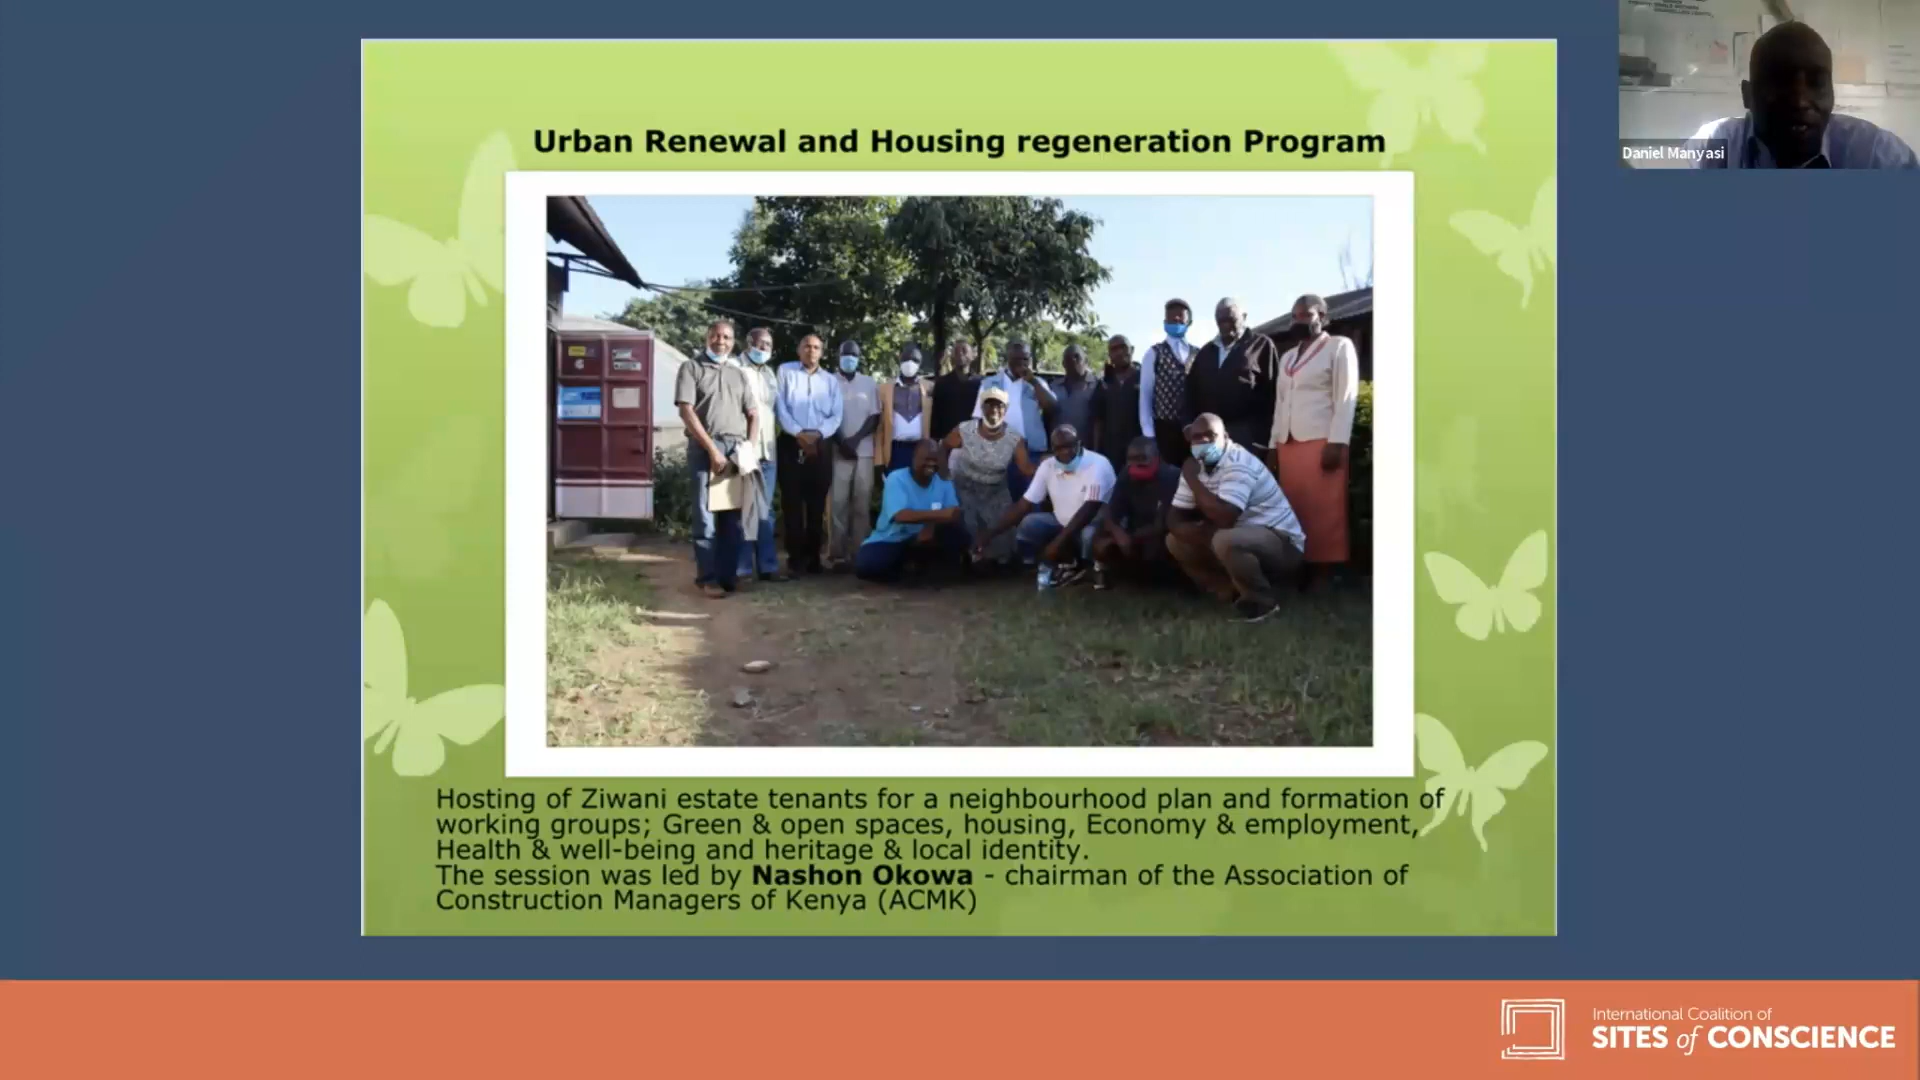 Urban Renewal and Housing regeneration Program
Daniel Manyasi
Hosting of Ziwani estate tenants for a neighbourhood plan and formation of
working groups; Green & open spaces, housing, Economy & employment,
Health & well-being and heritage & local identity.
The session was led by Nashon Okowa - chairman of the Association of
Construction Managers of Kenya (ACMK)
International Coalition of
SITES of CONSCIENCE